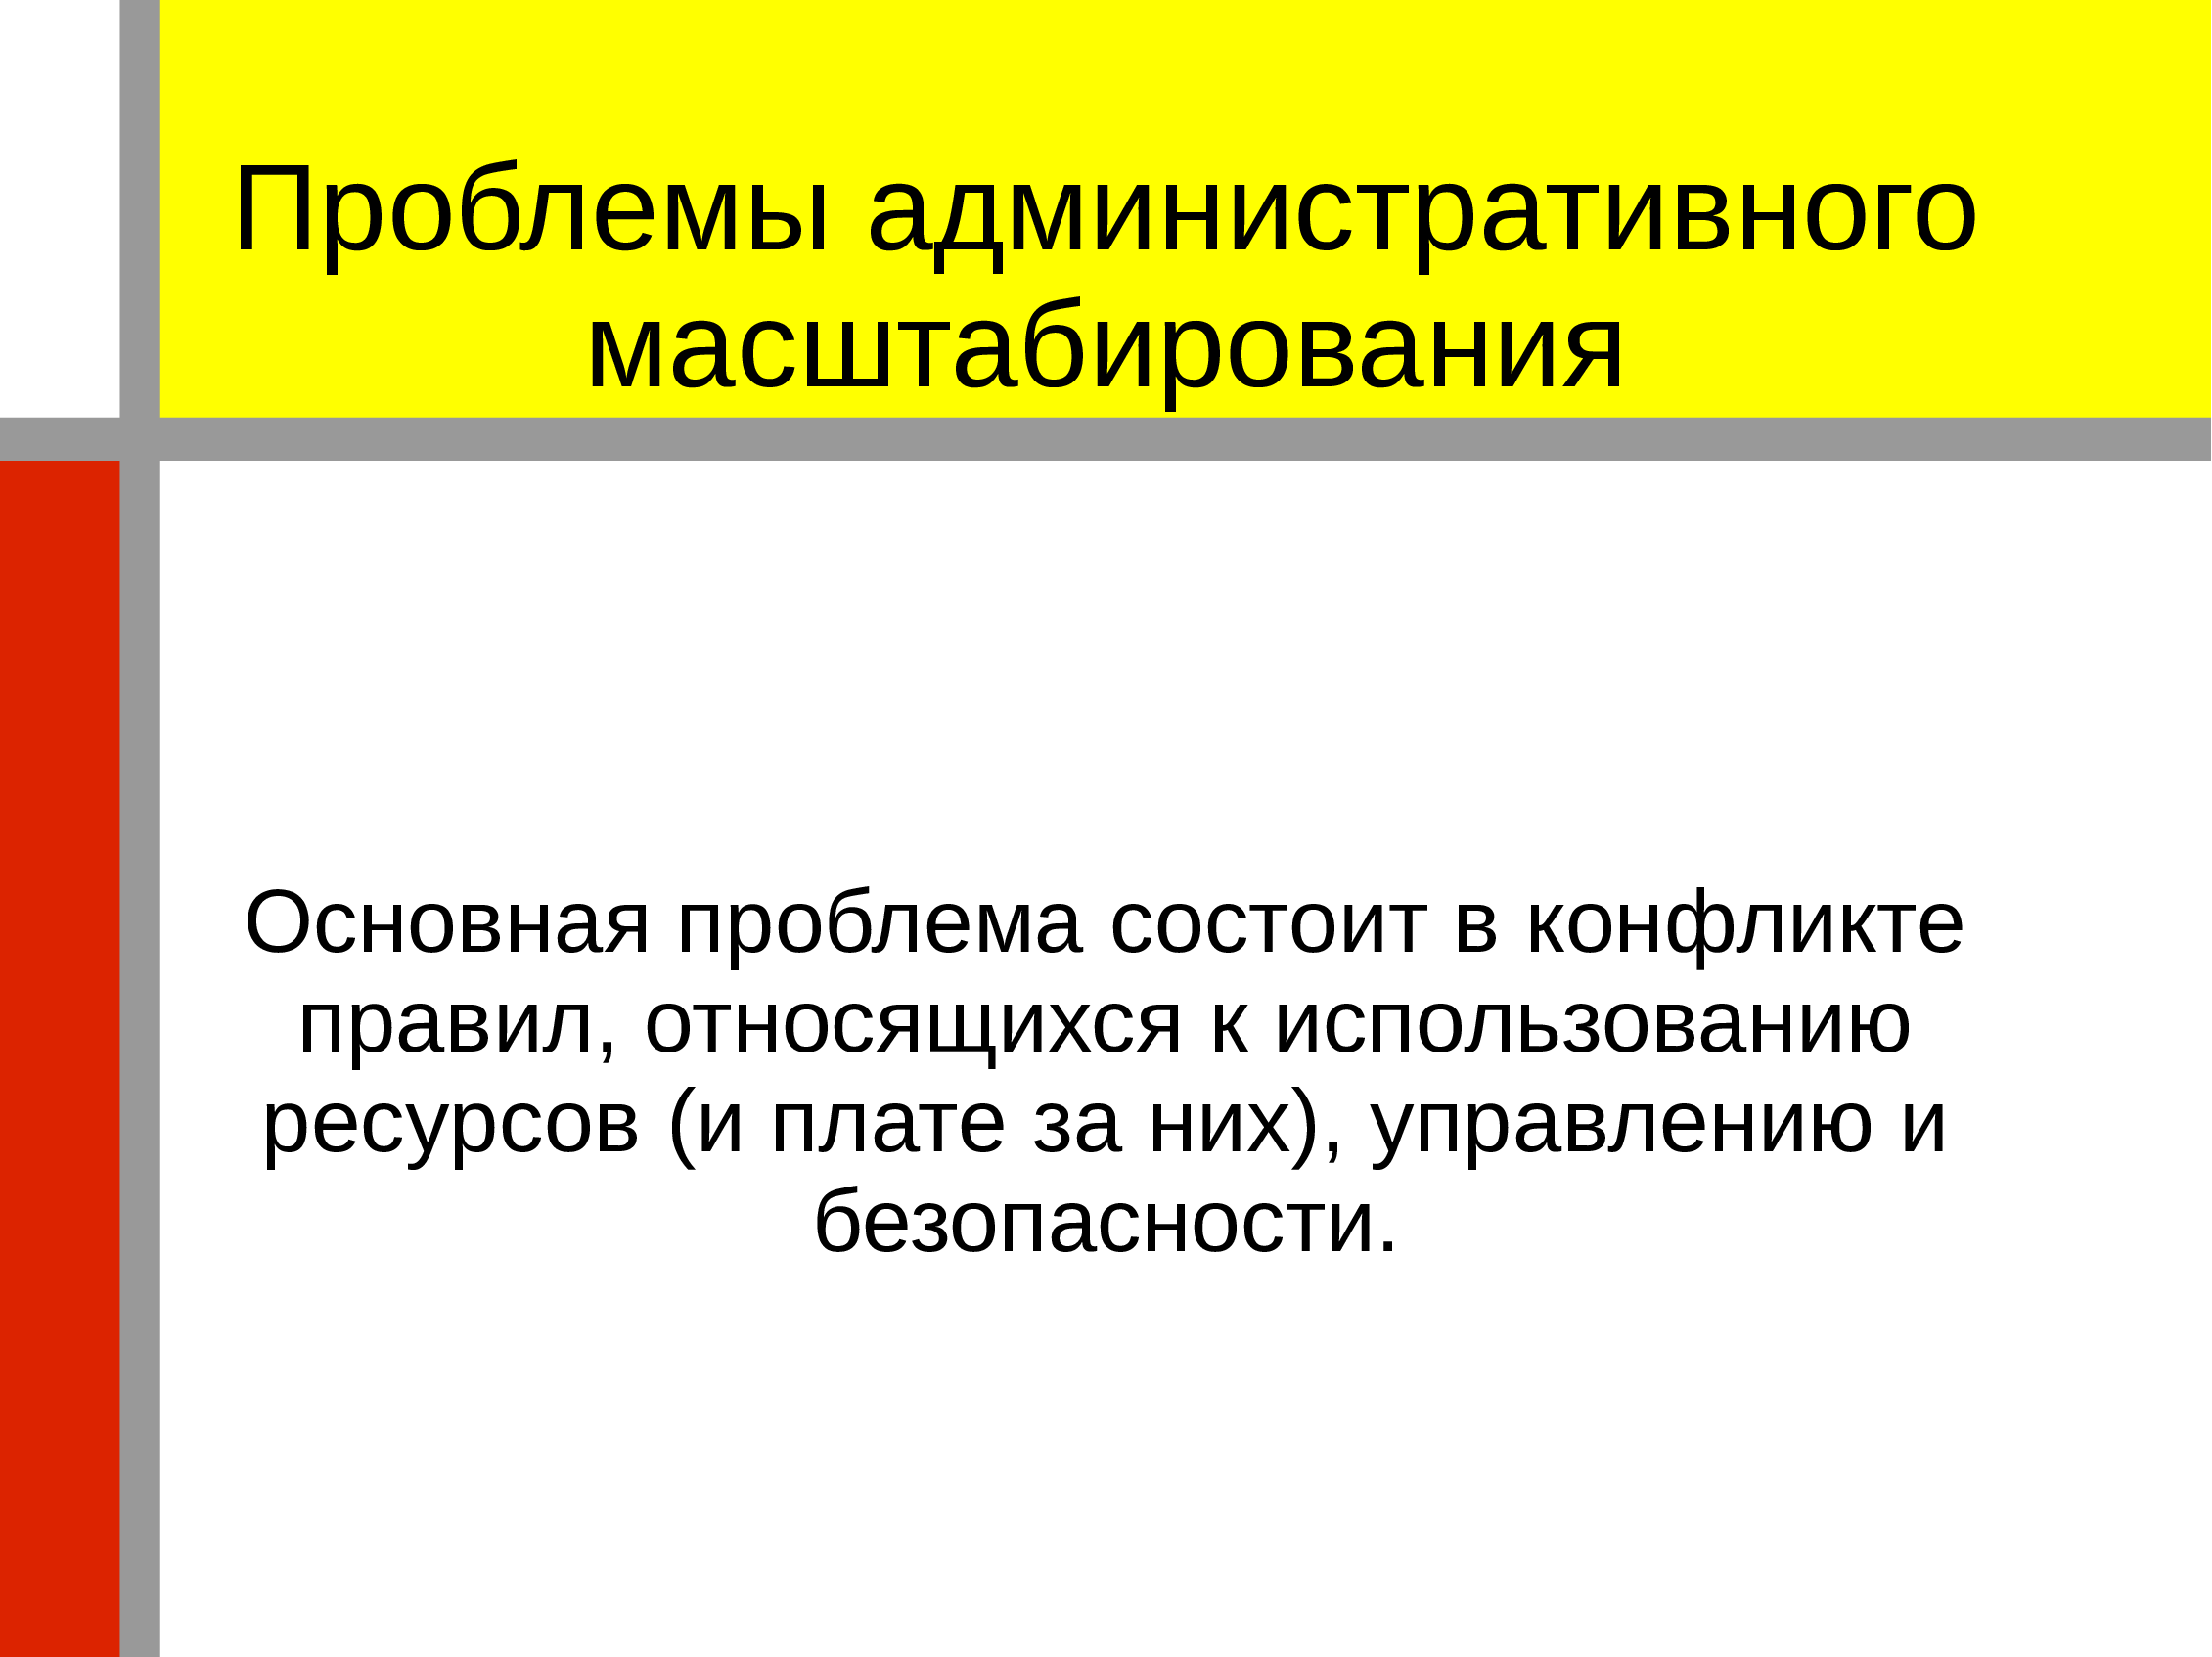 Проблемы административного
масштабирования
Основная проблема состоит в конфликте
правил, относящихся к использованию
ресурсов (и плате за них), управлению и
безопасности.